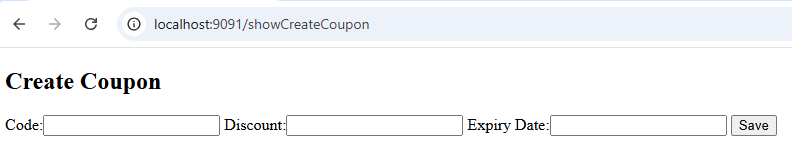 localhost:9091/showCreateCoupon
Create Coupon
Code: Discount: Expiry Date: Save